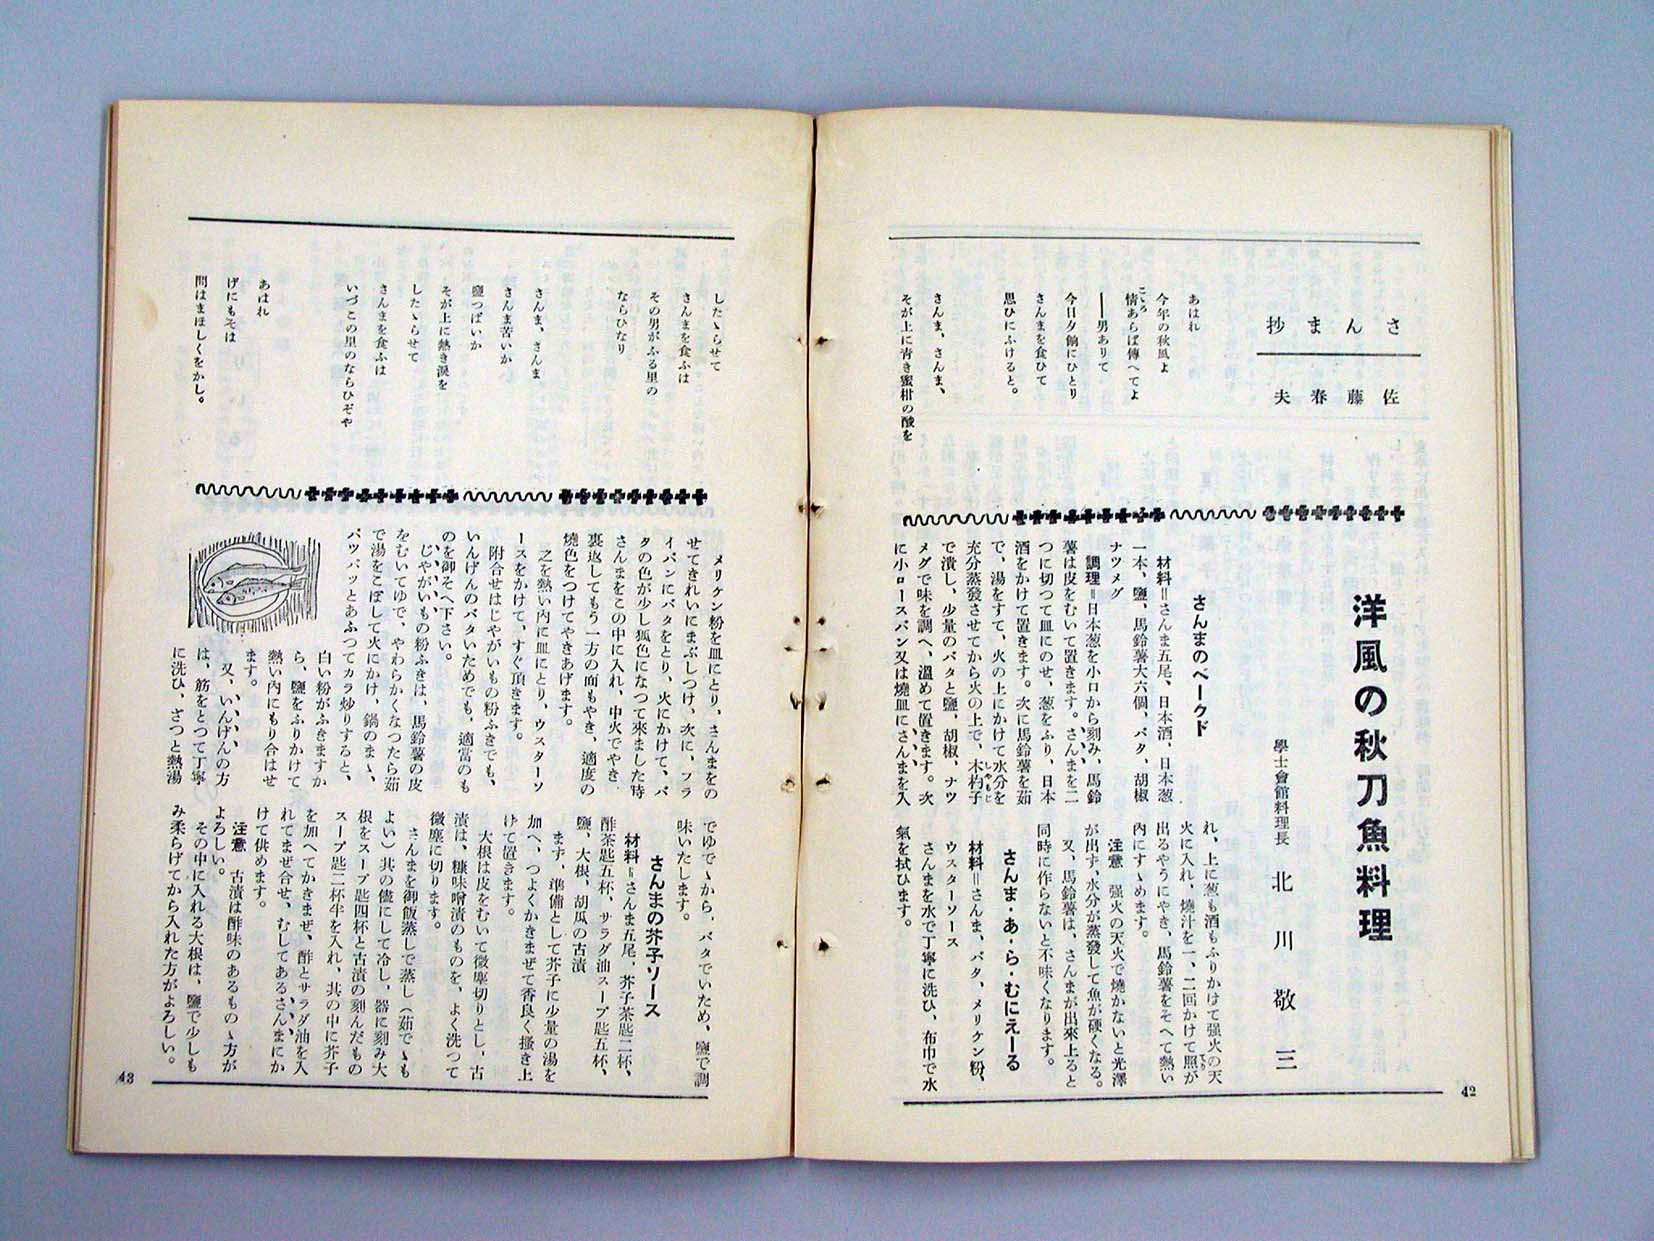 さんま抄
佐藤春夫
あはれ
今年の秋風よ
情あらば傳へてよ
こころ
――男ありて
今日夕餉にひとり
さんまを食ひて
思ひにふけると。
さんま、さんま、
そが上に青き蜜柑の酸を
したゝらせて
さんまを食ふは
その男がふる里の
ならひなり
さんま、さんま
さんま苦いか
鹽つぱいか
そが上に熱き涙を
したゝらせて
さんまを食ふは
いづこの里のならひぞや
あはれ
げにもそは
問はまほしくをかし。
洋風の秋刀魚料理
學士會館料理長　北川敬三
さんまのベークド
材料＝さんま五尾、日本酒、日本葱
一本、鹽、馬鈴薯大六個、バタ、胡椒
ナツメグ
調理＝日本葱を小口から刻み、馬鈴
薯は皮をむいて置きます。さんまを二
つに切つて皿にのせ、葱をふり、日本
酒をかけて置きます。次に馬鈴薯を茹
で、湯をすて、火の上にかけて水分を
充分蒸發させてから火の上で、木杓子
しやもじ
で潰し、少量のバタと鹽、胡椒、ナツ
メグで味を調へ、溫めて置きます。次
に小ロースパン又は燒皿にさんまを入
れ、上に葱も酒もふりかけて强火の天
火に入れ、燒汁を一、二回かけて照が
てり
出るやうにやき、馬鈴薯をそへて熱い
內にすゝめます。
注意　强火の天火で燒かないと光澤
が出ず、水分が蒸發して魚が硬くなる。
又、馬鈴薯は、さんまが出來上ると
同時に作らないと不味くなります。
さんま・あ・ら・むにえーる
材料＝さんま、バタ、メリケン粉、
ウスターソース
さんまを水で丁寧に洗ひ、布巾で水
氣を拭ひます。
42
メリケン粉を皿にとり、さんまをの
せてきれいにまぶしつけ、次に、フラ
イパンにバタをとり、火にかけて、バ
タの色が少し狐色になつて來ました時
さんまをこの中に入れ、中火でやき
裏返してもう一方の面もやき、適度の
燒色をつけてやきあげます。
之を熱い內に皿にとり、ウスターソ
ースをかけて、すぐ頂きます。
附合せはじやがいもの粉ふきでも、
いんげんのバタいためでも、適當のも
のを御そへ下さい。
じやがいもの粉ふきは、馬鈴薯の皮
をむいてゆで、やわらかくなつたら茹
で湯をこぼして火にかけ、鍋のまゝ、
パツパツとあふつてカラ炒りすると、
白い粉がふきますか
ら、鹽をふりかけて
熱い內にもり合はせ
ます。
又、いんげんの方
は、筋をとつて丁寧
に洗ひ、ざつと熱湯
でゆでゝから、バタでいため、鹽で調
味いたします。
さんまの芥子ソース
材料＝さんま五尾、芥子茶匙二杯、
酢茶匙五杯、サラダ油スープ匙五杯、
鹽、大根、胡瓜の古漬
まず、準備として芥子に少量の湯を
加へ、つよくかきまぜて香良く搔き上
げて置きます。
大根は皮をむいて微塵切りとし、古
漬は、糠味噌漬のものを、よく洗つて
微塵に切ります。
さんまを御飯蒸しで蒸し（茹でゝも
よい）其の儘にして冷し、器に刻み大
根をスープ匙四杯と古漬の刻んだもの
スープ匙二杯半を入れ、其の中に芥子
を加へてかきまぜ、酢とサラダ油を入
れてまぜ合せ、むしてあるさんまにか
けて供めます。
注意　古漬は酢味のあるものゝ方が
よろしい。
その中に入れる大根は、鹽で少しも
み柔らげてから入れた方がよろしい。
43